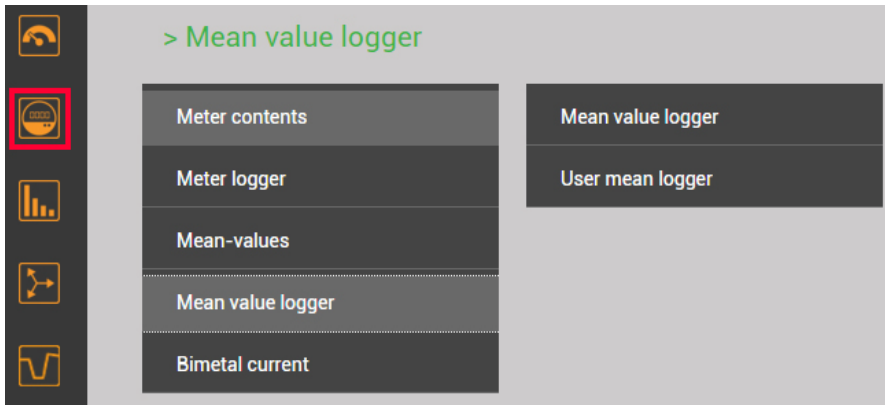 > Mean value logger
Meter contents
Meter logger
Mean-values
Mean value logger
Bimetal current
Mean value logger
User mean logger